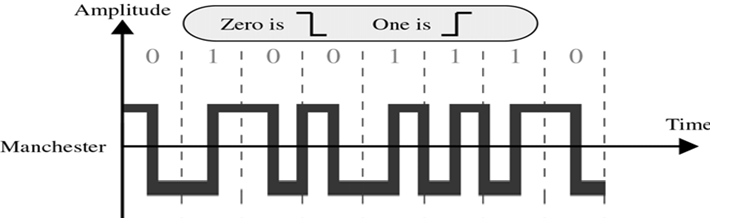 Amplitude
Zero is One is
0 1 0 0 1 1 1 0
Time
Manchester